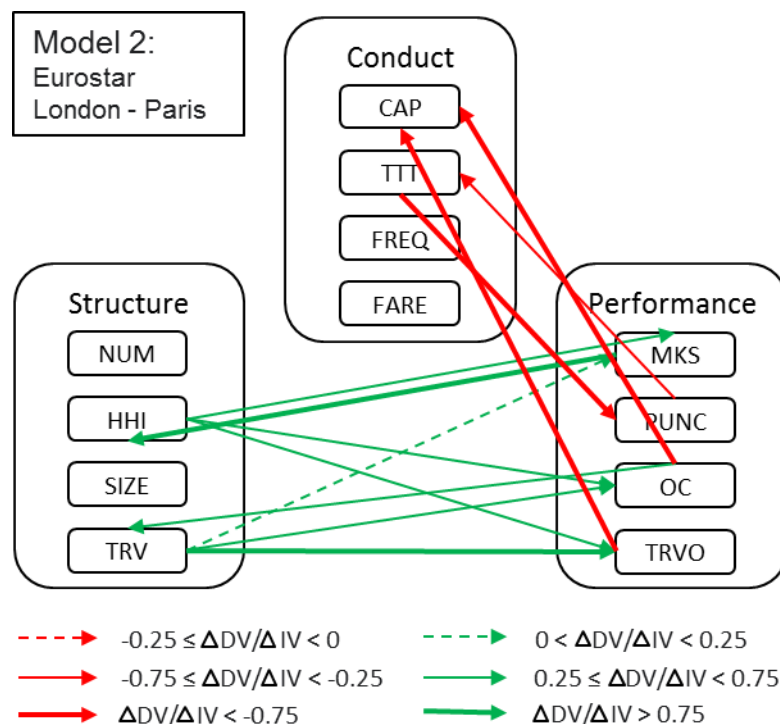 Model 2:
Eurostar
London - Paris
Conduct
CAP
TTT
FREQ
FARE
Structure
NUM
HHI
SIZE
TRV
Performance
MKS
PUNC
OC
TRVO
-0.25 ≤ ΔDV/ΔIV < 0
-0.75 ≤ ΔDV/ΔIV < -0.25
ΔDV/ΔIV < -0.75
0 < ΔDV/ΔIV < 0.25
0.25 ≤ ΔDV/ΔIV < 0.75
ΔDV/ΔIV > 0.75